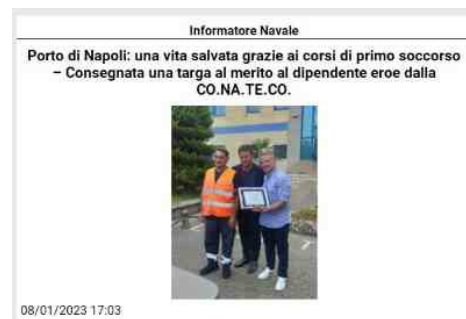 Informatore Navale
Porto di Napoli: una vita salvata grazie ai corsi di primo soccorso
– Consegnata una targa al merito al dipendente eroe dalla
CO.NA.TE.CO.
08/01/2023 17:03